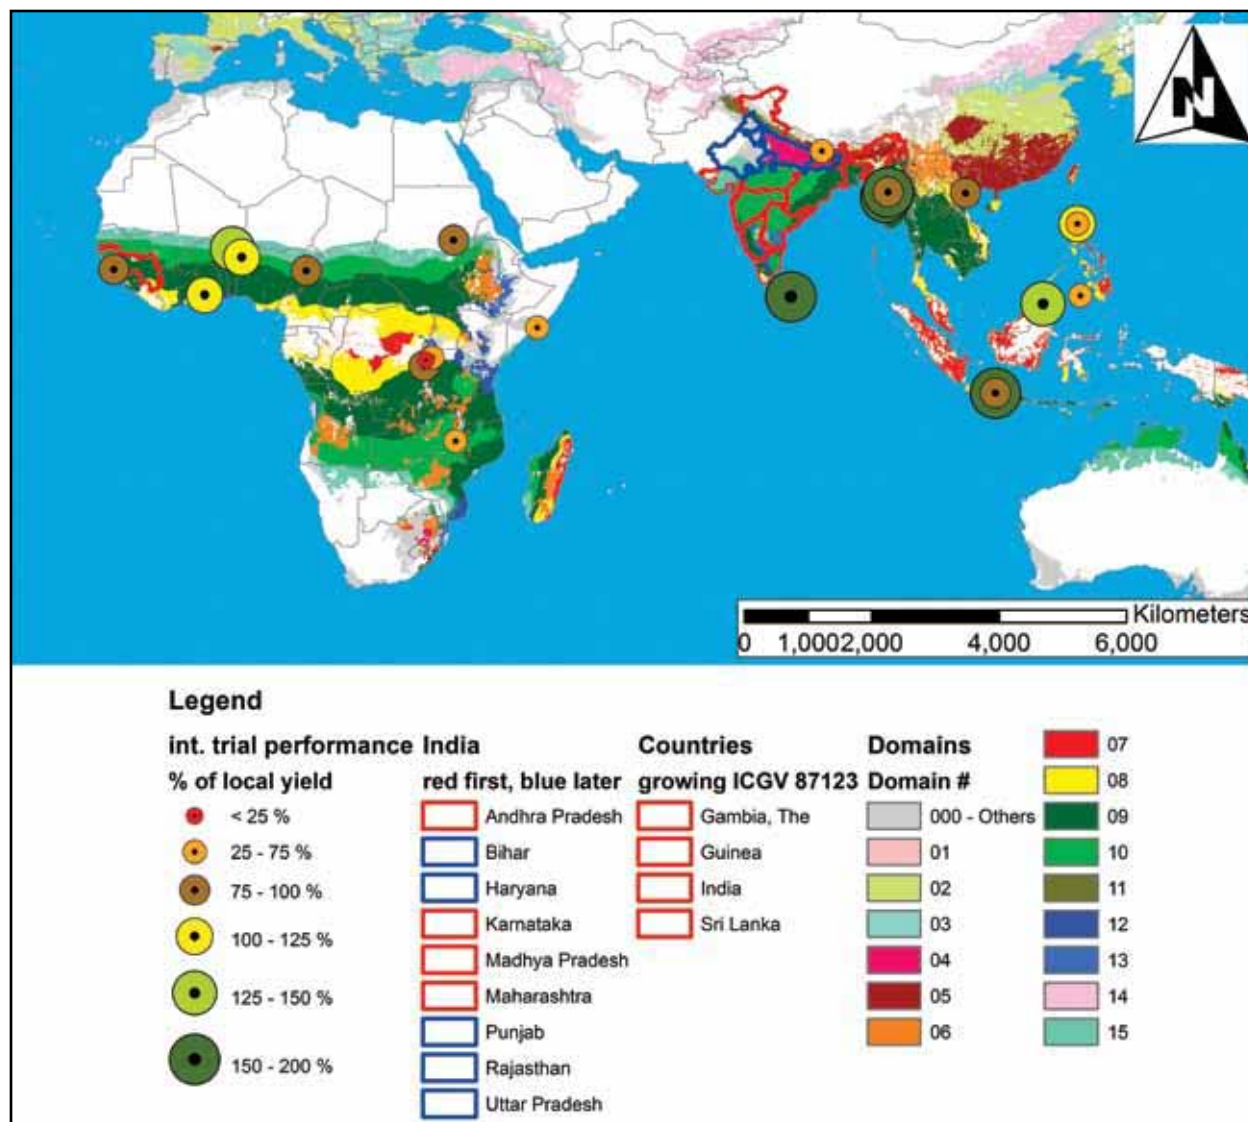 N
Kilometers
0 1,000 2,000 4,000 6,000
Legend
int. trial performance
% of local yield
< 25 %
25 - 75 %
75 - 100 %
100 - 125 %
125 - 150 %
150 - 200 %
India
red first, blue later
Andhra Pradesh
Bihar
Haryana
Karnataka
Madhya Pradesh
Maharashtra
Punjab
Rajasthan
Uttar Pradesh
Countries
growing ICGV 87123
Gambia, The
Guinea
India
Sri Lanka
Domains
Domain #
000 - Others
01
02
03
04
05
06
07
08
09
10
11
12
13
14
15